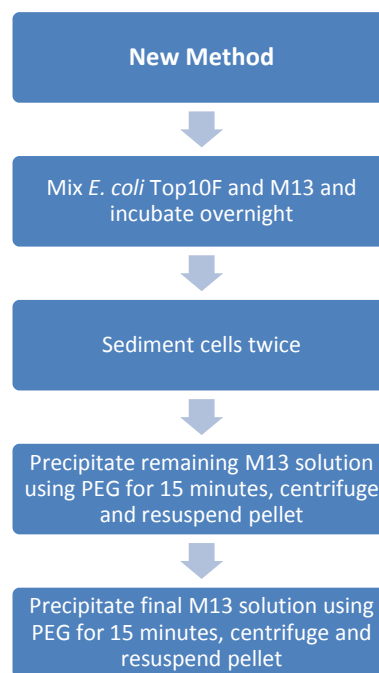 New Method
Mix E. coli Top10F and M13 and
incubate overnight
Sediment cells twice
Precipitate remaining M13 solution
using PEG for 15 minutes, centrifuge
and resuspend pellet
Precipitate final M13 solution using
PEG for 15 minutes, centrifuge and
resuspend pellet